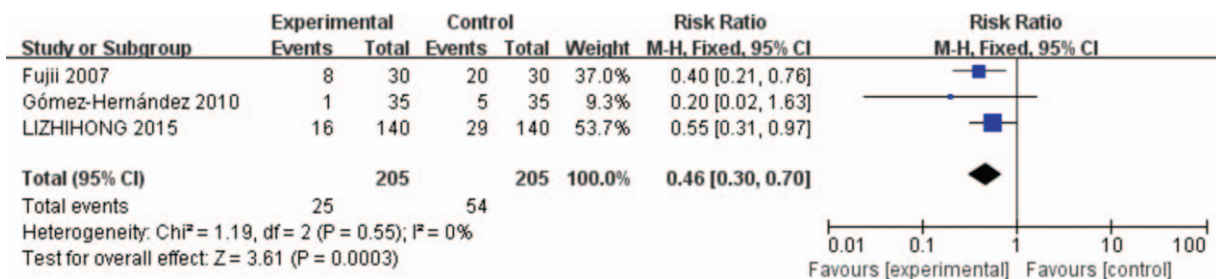 Experimental Control Risk Ratio Risk Ratio
Study or Subgroup Events Total Events Total Weight M-H, Fixed, 95% CI M-H, Fixed, 95% CI
Fujii 2007 8 30 20 30 37.0% 0.40 [0.21, 0.76]
Gómez-Hernández 2010 1 35 5 35 9.3% 0.20 [0.02, 1.63]
LIZHIHONG 2015 16 140 29 140 53.7% 0.55 [0.31, 0.97]
Total (95% CI) 205 205 100.0% 0.46 [0.30, 0.70]
Total events 25 54
Heterogeneity: Chi² = 1.19, df = 2 (P = 0.55); I² = 0%
Test for overall effect: Z = 3.61 (P = 0.0003)
0.01 0.1 1 10 100
Favours [experimental] Favours [control]